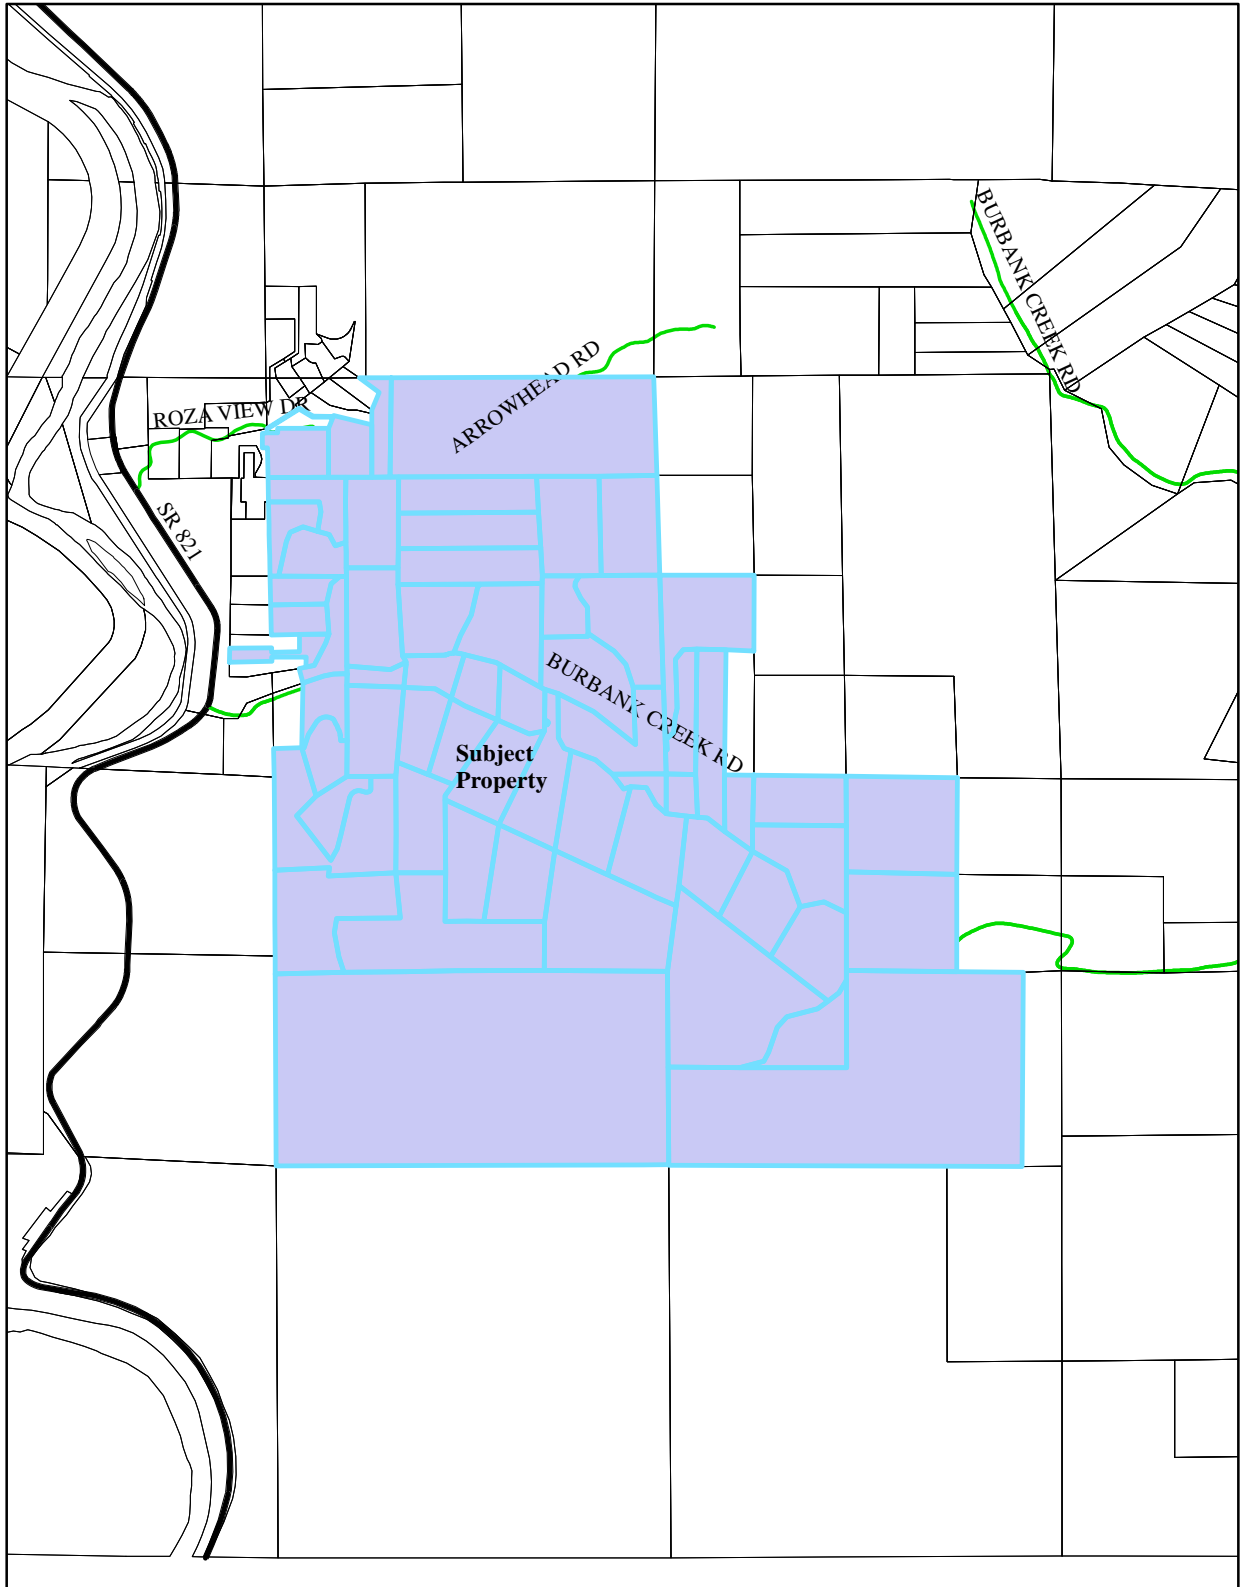 BURBANK CREEK RD
ARROWHEAD RD
ROZA VIEW DR
SR 821
BURBANK CREEK RD
Subject
Property